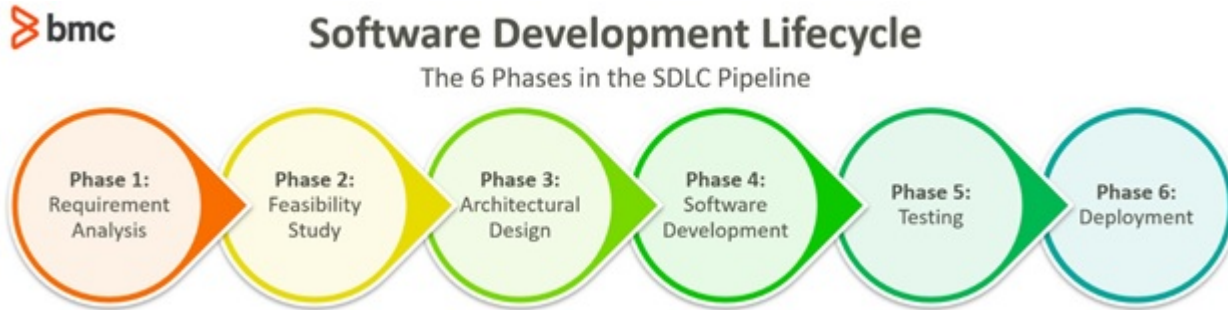 bmc
Software Development Lifecycle
The 6 Phases in the SDLC Pipeline
Phase 1:
Requirement
Analysis
Phase 2:
Feasibility
Study
Phase 3:
Architectural
Design
Phase 4:
Software
Development
Phase 5:
Testing
Phase 6:
Deployment